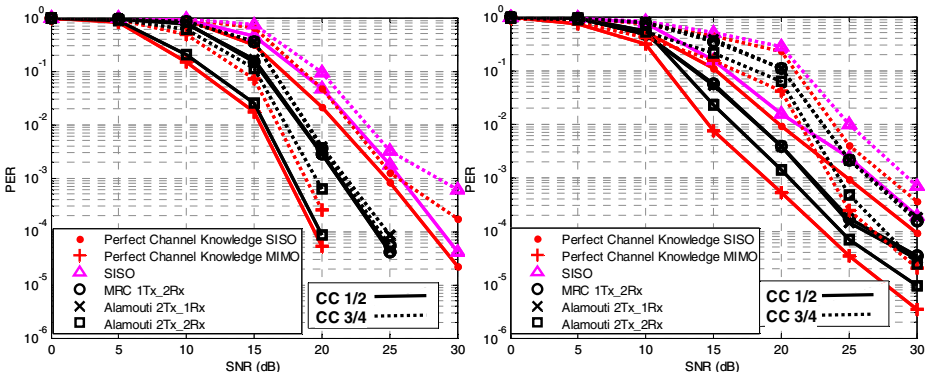 10^0
10^-1
10^-2
10^-3
10^-4
10^-5
10^-6
PER
0 5 10 15 20 25 30
SNR (dB)
Perfect Channel Knowledge SISO
Perfect Channel Knowledge MIMO
SISO
MRC 1Tx_2Rx
Alamouti 2Tx_1Rx
Alamouti 2Tx_2Rx
CC 1/2
CC 3/4
10^0
10^-1
10^-2
10^-3
10^-4
10^-5
10^-6
PER
0 5 10 15 20 25 30
SNR (dB)
Perfect Channel Knowledge SISO
Perfect Channel Knowledge MIMO
SISO
MRC 1Tx_2Rx
Alamouti 2Tx_1Rx
Alamouti 2Tx_2Rx
CC 1/2
CC 3/4